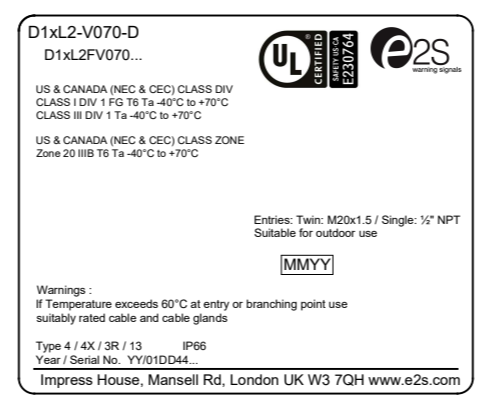 D1xL2-V070-D
D1xL2FV070...
UL ®
CERTIFIED
SAFETY US CA
E230764
e2S
warning signals
US & CANADA (NEC & CEC) CLASS DIV
CLASS I DIV 1 FG T6 Ta -40°C to +70°C
CLASS III DIV 1 Ta -40°C to +70°C
US & CANADA (NEC & CEC) CLASS ZONE
Zone 20 IIIB T6 Ta -40°C to +70°C
Entries: Twin: M20x1.5 / Single: ½" NPT
Suitable for outdoor use
MMYY
Warnings :
If Temperature exceeds 60°C at entry or branching point use
suitably rated cable and cable glands
Type 4 / 4X / 3R / 13 IP66
Year / Serial No. YY/01DD44...
Impress House, Mansell Rd, London UK W3 7QH www.e2s.com